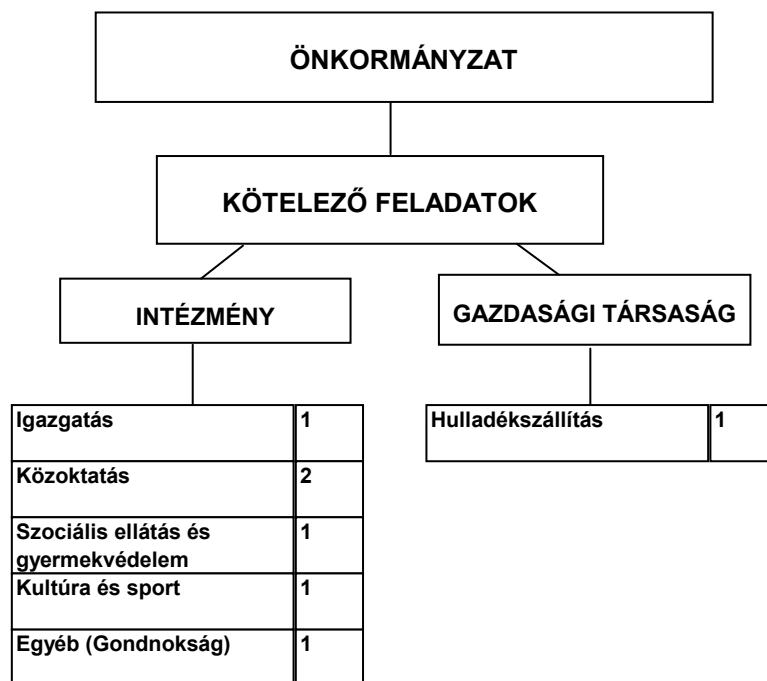 ÖNKORMÁNYZAT
KÖTELEZŐ FELADATOK
INTÉZMÉNY
GAZDASÁGI TÁRSASÁG
Igazgatás 1
Közoktatás 2
Szociális ellátás és 1
gyermekvédelem
Kultúra és sport 1
Egyéb (Gondnokság) 1
Hulladékszállítás 1